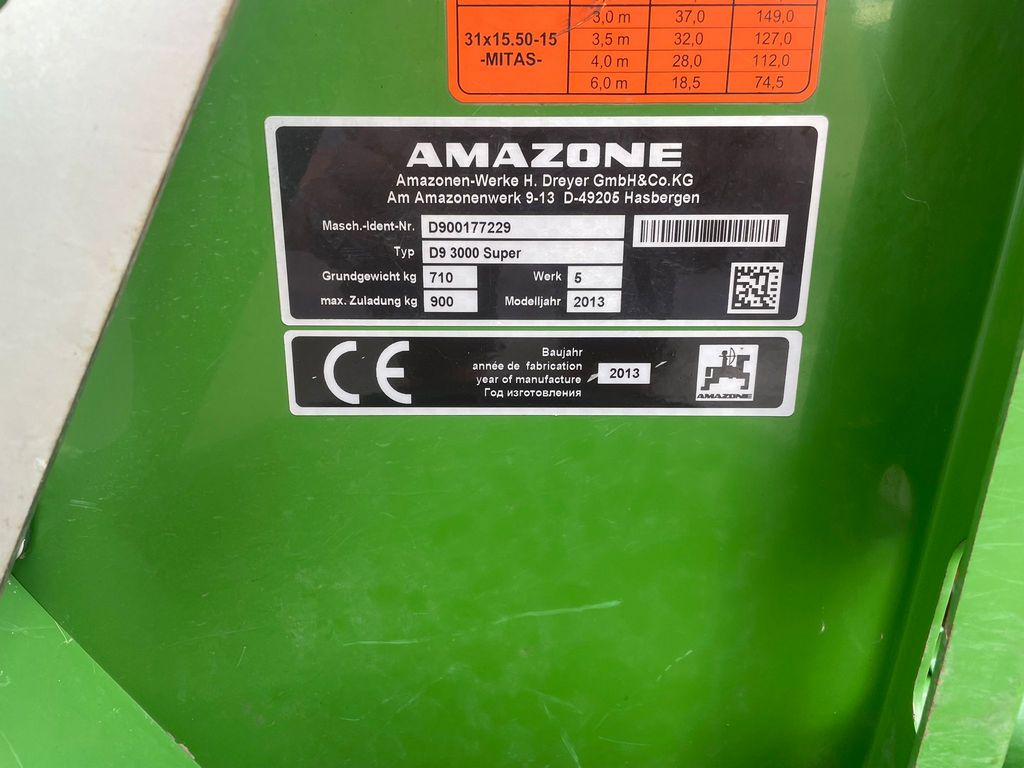 3,0 m 37,0 149,0
31x15.50-15 3,5 m 32,0 127,0
-MITAS- 4,0 m 28,0 112,0
6,0 m 18,5 74,5
AMAZONE
Amazonen-Werke H. Dreyer GmbH&Co.KG
Am Amazonenwerk 9-13 D-49205 Hasbergen
Masch.-Ident-Nr. D900177229
Typ D9 3000 Super
Grundgewicht kg 710 Werk 5
max. Zuladung kg 900 Modelljahr 2013
CE
Baujahr
année de fabrication
year of manufacture 2013
Год изготовления
AMAZONE